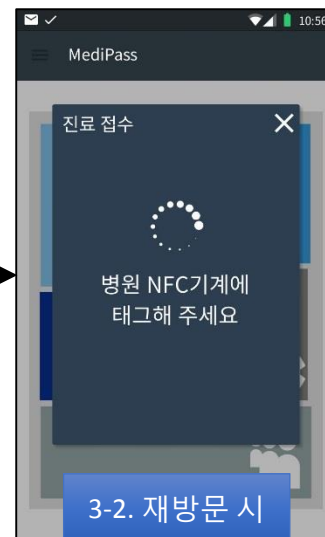 10:56
MediPass
진료 접수
병원 NFC기계에
태그해 주세요
3-2. 재방문 시